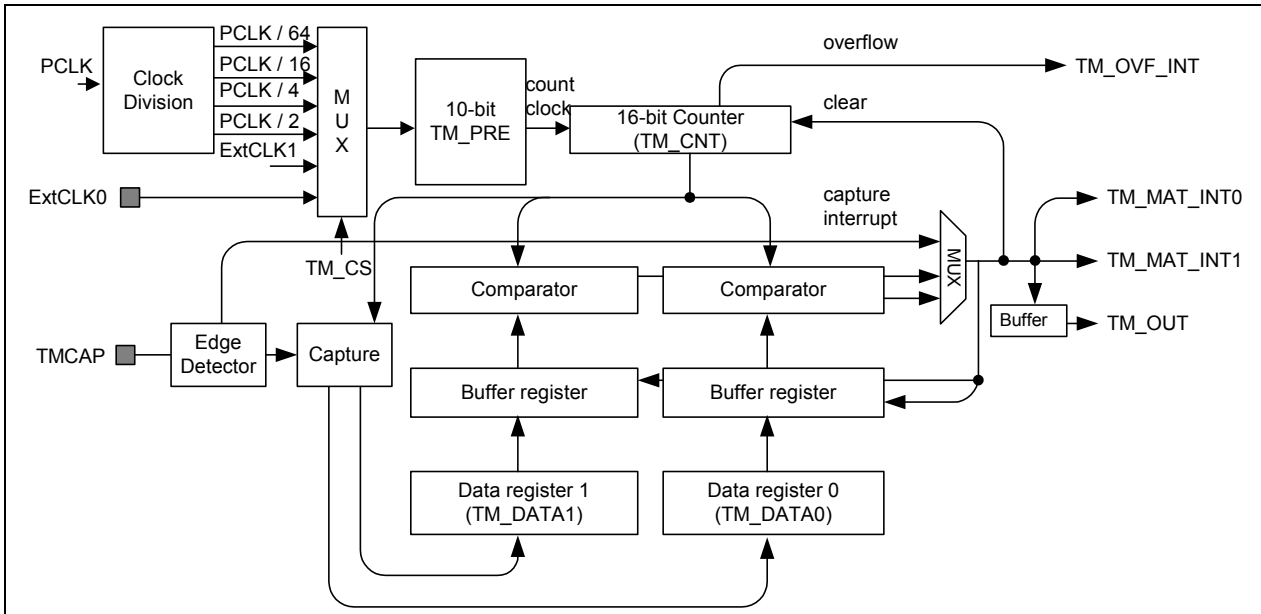 PCLK
Clock
Division
PCLK / 64
PCLK / 16
PCLK / 4
PCLK / 2
ExtCLK1
ExtCLK0
M
U
X
TM_CS
10-bit
TM_PRE
count
clock
16-bit Counter
(TM_CNT)
overflow
TM_OVF_INT
clear
capture
interrupt
MUX
TM_MAT_INT0
TM_MAT_INT1
Buffer
TM_OUT
Comparator
Comparator
TMCAP
Edge
Detector
Capture
Buffer register
Buffer register
Data register 1
(TM_DATA1)
Data register 0
(TM_DATA0)